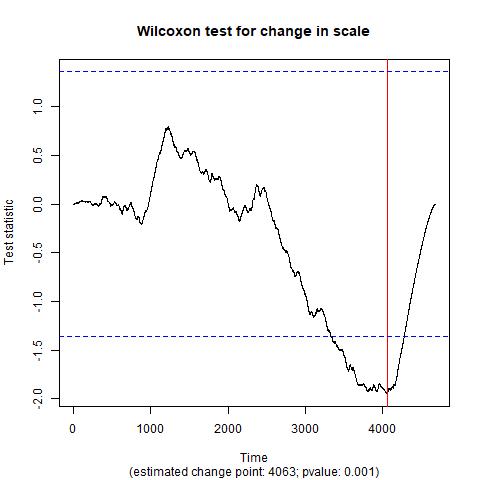 Wilcoxon test for change in scale
Test statistic
1.0
0.5
0.0
-0.5
-1.0
-1.5
-2.0
0 1000 2000 3000 4000
Time
(estimated change point: 4063; pvalue: 0.001)